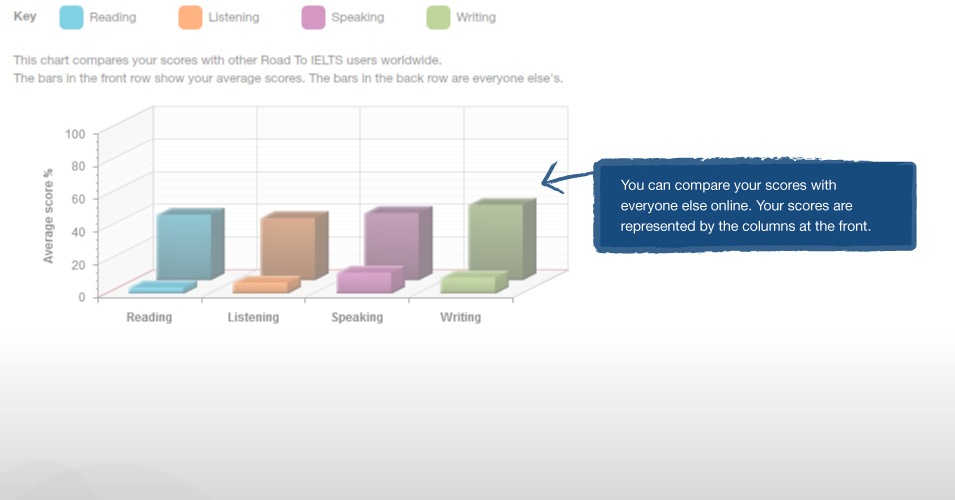 Key Reading Listening Speaking Writing
This chart compares your scores with other Road To IELTS users worldwide.
The bars in the front row show your average scores. The bars in the back row are everyone else's.
Average score %
100
80
60
40
20
0
Reading Listening Speaking Writing
You can compare your scores with
everyone else online. Your scores are
represented by the columns at the front.